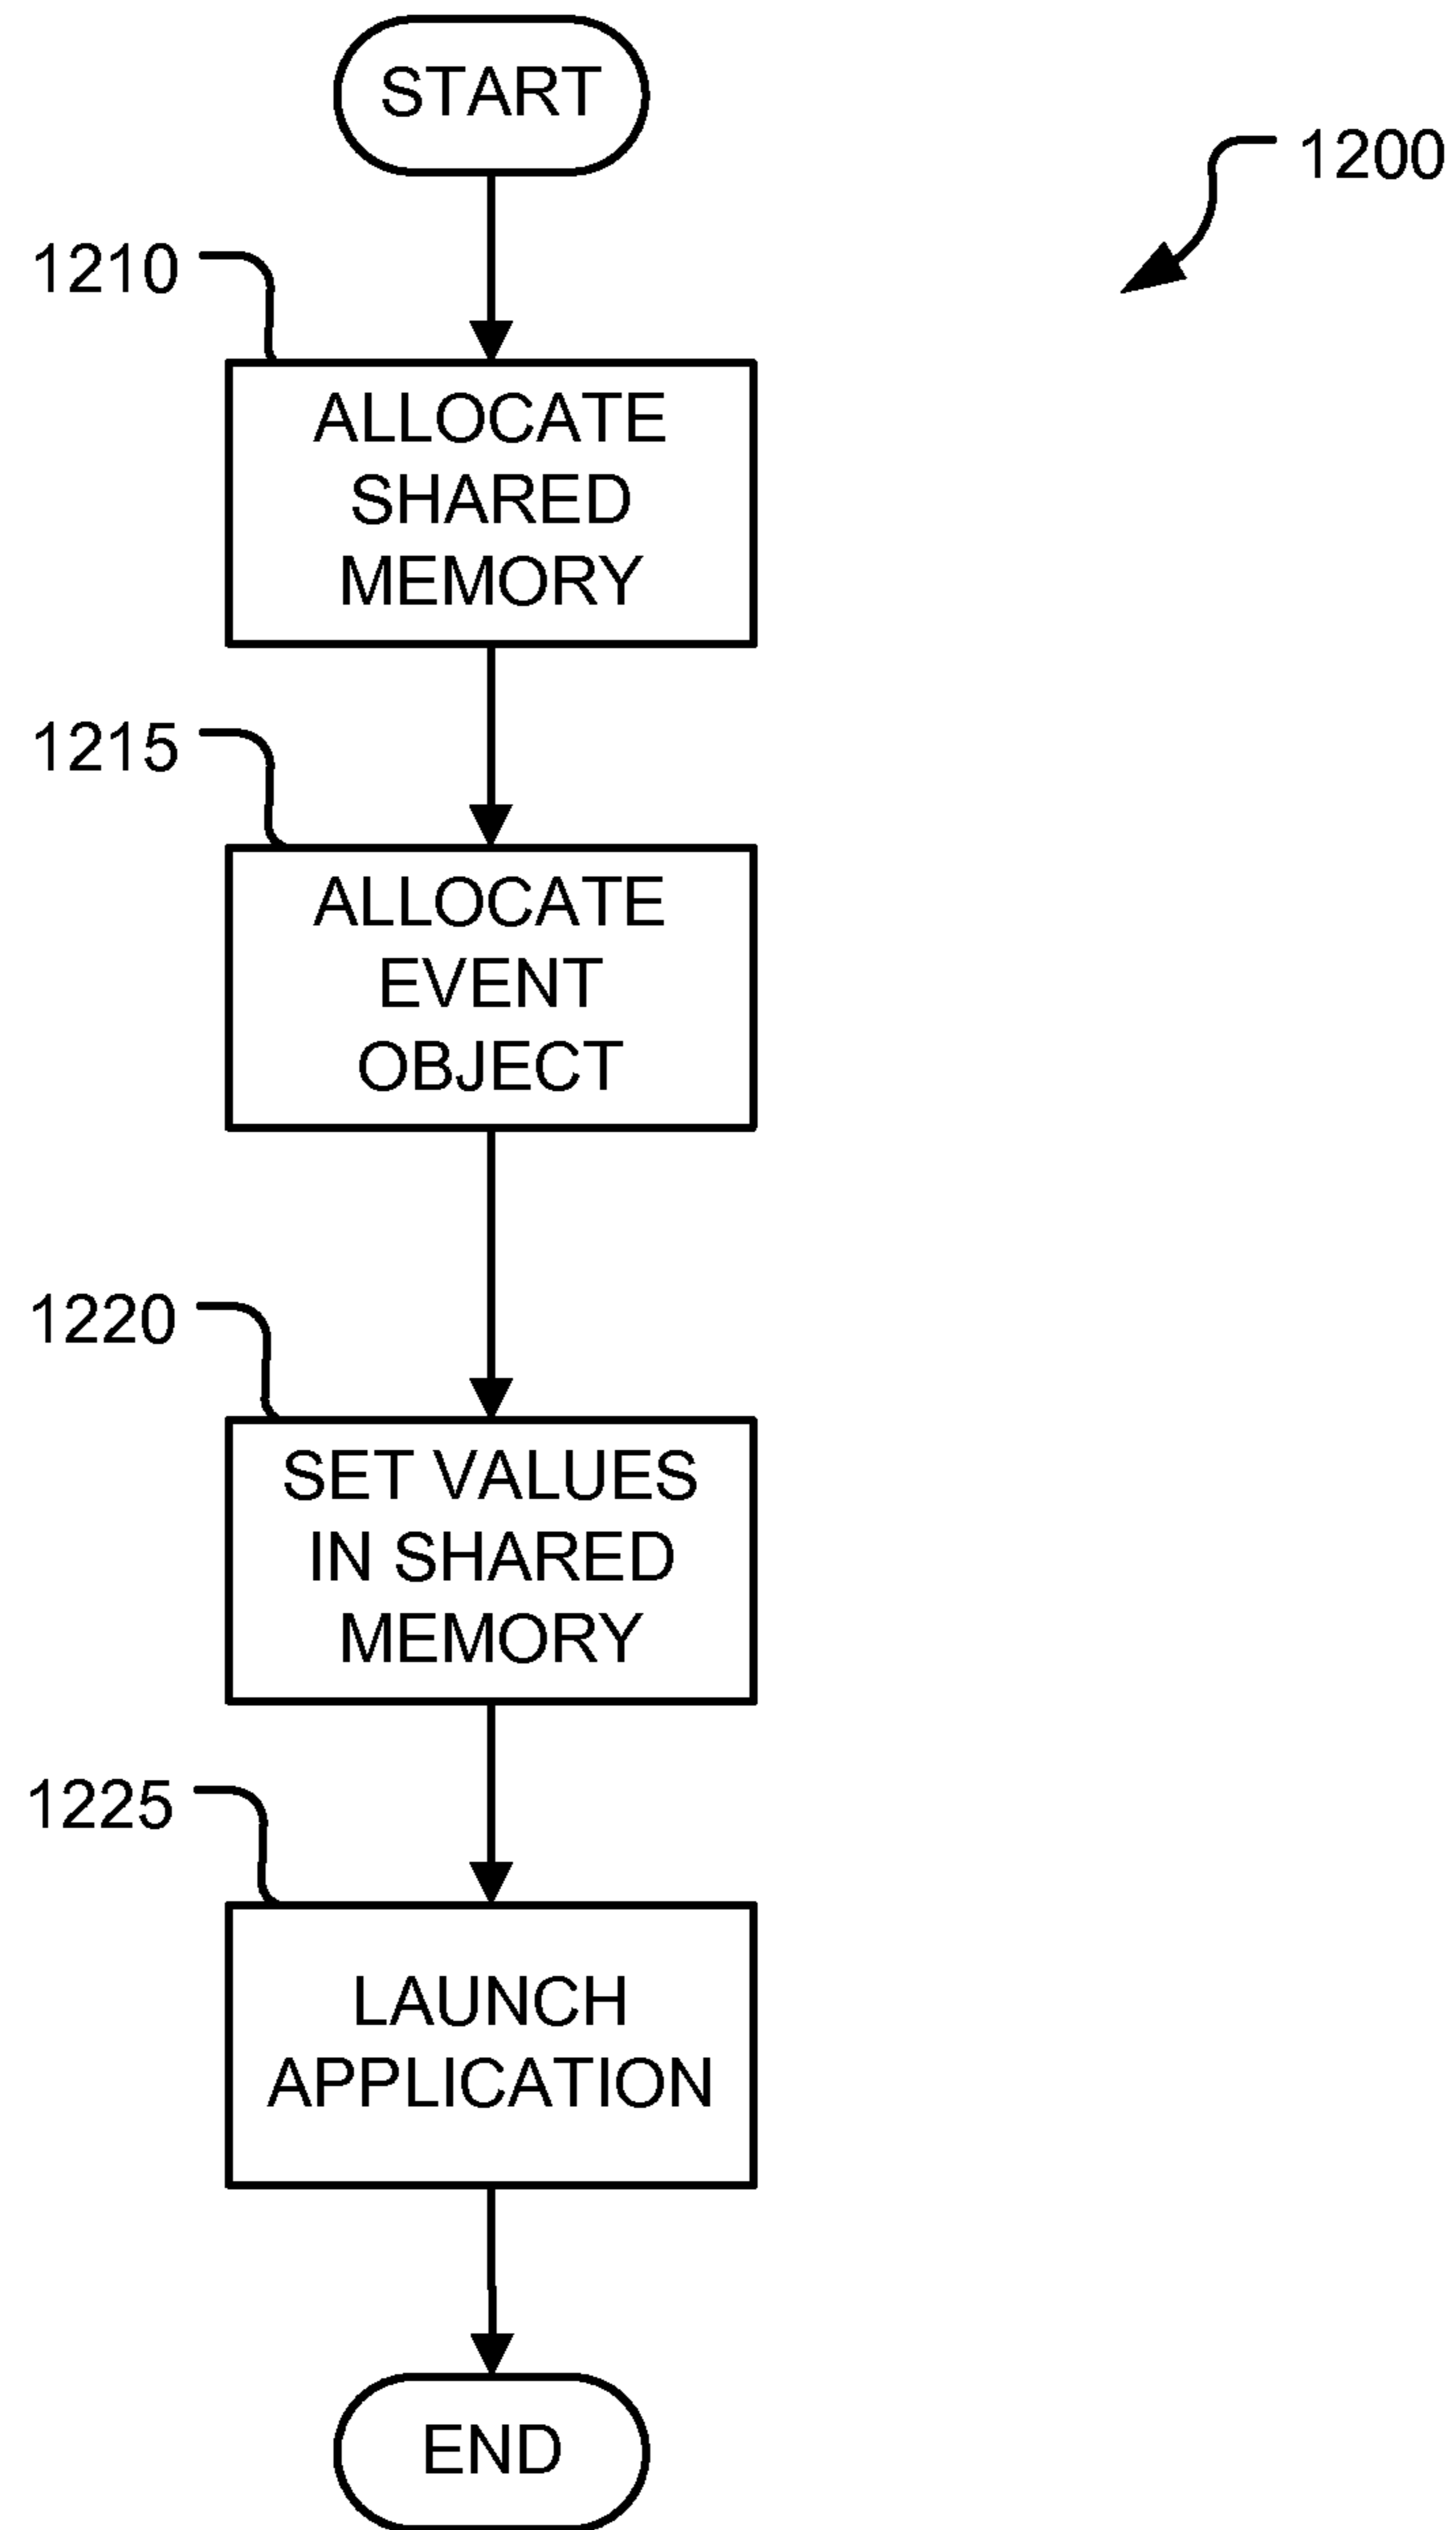 START
1200
1210
ALLOCATE
SHARED
MEMORY
1215
ALLOCATE
EVENT
OBJECT
1220
SET VALUES
IN SHARED
MEMORY
1225
LAUNCH
APPLICATION
END